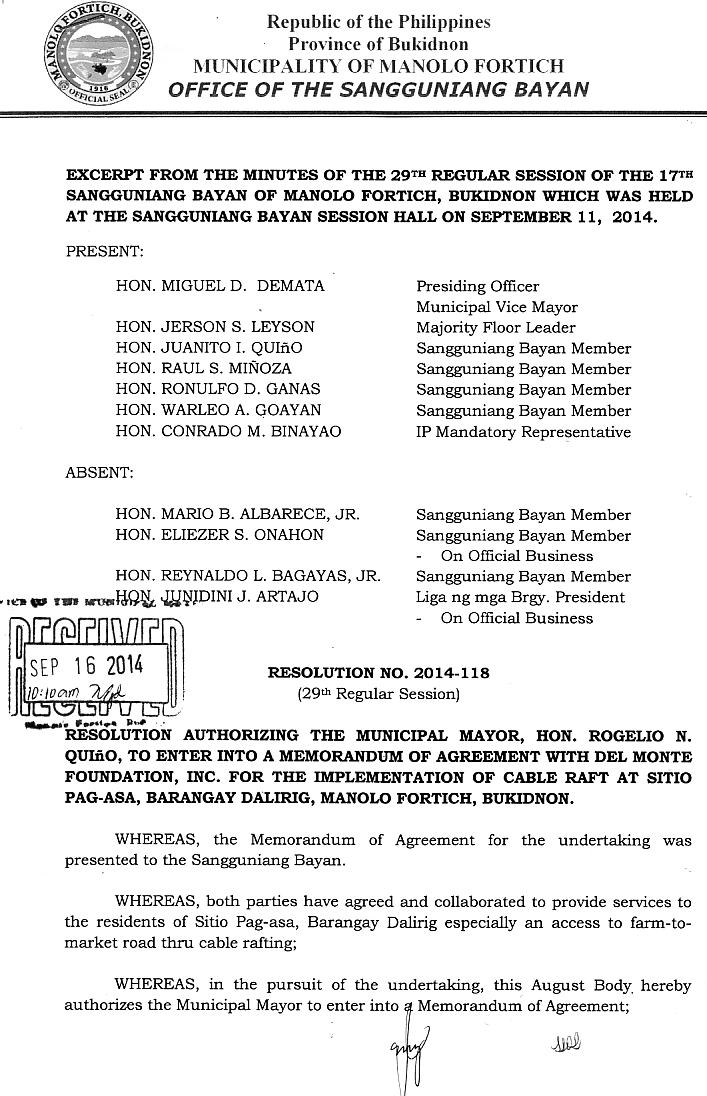 MANOLO FORTICH, BUKIDNON
1916
OFFICIAL SEAL
Republic of the Philippines
Province of Bukidnon
MUNICIPALITY OF MANOLO FORTICH
OFFICE OF THE SANGGUNIANG BAYAN
EXCERPT FROM THE MINUTES OF THE 29TH REGULAR SESSION OF THE 17TH
SANGGUNIANG BAYAN OF MANOLO FORTICH, BUKIDNON WHICH WAS HELD
AT THE SANGGUNIANG BAYAN SESSION HALL ON SEPTEMBER 11, 2014.
PRESENT:
HON. MIGUEL D. DEMATA Presiding Officer
Municipal Vice Mayor
HON. JERSON S. LEYSON Majority Floor Leader
HON. JUANITO I. QUIñO Sangguniang Bayan Member
HON. RAUL S. MIÑOZA Sangguniang Bayan Member
HON. RONULFO D. GANAS Sangguniang Bayan Member
HON. WARLEO A. GOAYAN Sangguniang Bayan Member
HON. CONRADO M. BINAYAO IP Mandatory Representative
ABSENT:
HON. MARIO B. ALBARECE, JR. Sangguniang Bayan Member
HON. ELIEZER S. ONAHON Sangguniang Bayan Member
- On Official Business
HON. REYNALDO L. BAGAYAS, JR. Sangguniang Bayan Member
HON. JUNIDINI J. ARTAJO Liga ng mga Brgy. President
- On Official Business
RECEIVED
SEP 16 2014
10:10am
RESOLUTION NO. 2014-118
(29th Regular Session)
RESOLUTION AUTHORIZING THE MUNICIPAL MAYOR, HON. ROGELIO N.
QUIñO, TO ENTER INTO A MEMORANDUM OF AGREEMENT WITH DEL MONTE
FOUNDATION, INC. FOR THE IMPLEMENTATION OF CABLE RAFT AT SITIO
PAG-ASA, BARANGAY DALIRIG, MANOLO FORTICH, BUKIDNON.
WHEREAS, the Memorandum of Agreement for the undertaking was
presented to the Sangguniang Bayan.
WHEREAS, both parties have agreed and collaborated to provide services to
the residents of Sitio Pag-asa, Barangay Dalirig especially an access to farm-to-
market road thru cable rafting;
WHEREAS, in the pursuit of the undertaking, this August Body hereby
authorizes the Municipal Mayor to enter into a Memorandum of Agreement;